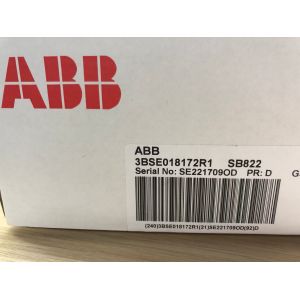 ABB
ABB
3BSE018172R1 SB822
Serial No: SE221709OD PR: D G
(240)3BSE018172R1(21)SE221709OD(92)D